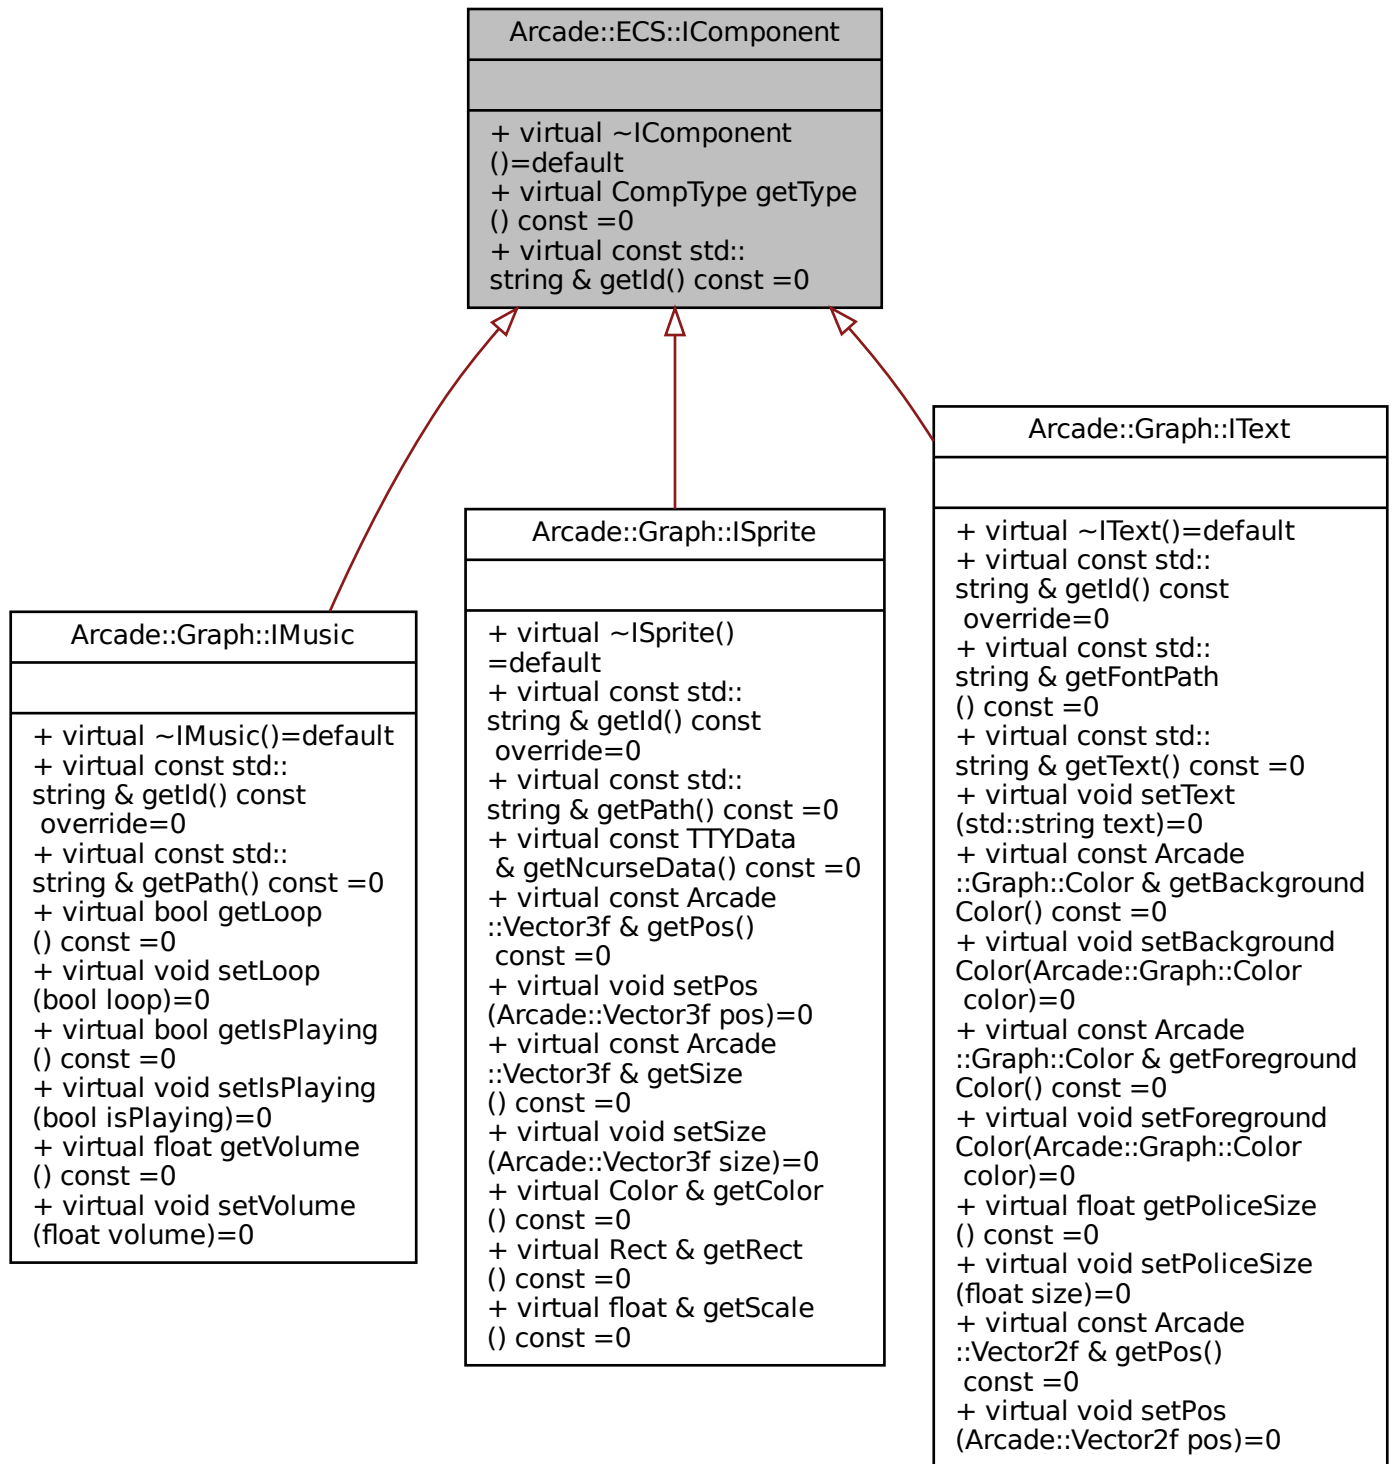 Arcade::ECS::IComponent
+ virtual ~IComponent
()=default
+ virtual CompType getType
() const =0
+ virtual const std::
string & getId() const =0
Arcade::Graph::IMusic
+ virtual ~IMusic()=default
+ virtual const std::
string & getId() const
override=0
+ virtual const std::
string & getPath() const =0
+ virtual bool getLoop
() const =0
+ virtual void setLoop
(bool loop)=0
+ virtual bool getIsPlaying
() const =0
+ virtual void setIsPlaying
(bool isPlaying)=0
+ virtual float getVolume
() const =0
+ virtual void setVolume
(float volume)=0
Arcade::Graph::ISprite
+ virtual ~ISprite()
=default
+ virtual const std::
string & getId() const
override=0
+ virtual const std::
string & getPath() const =0
+ virtual const TTYData
& getNcurseData() const =0
+ virtual const Arcade
::Vector3f & getPos()
const =0
+ virtual void setPos
(Arcade::Vector3f pos)=0
+ virtual const Arcade
::Vector3f & getSize
() const =0
+ virtual void setSize
(Arcade::Vector3f size)=0
+ virtual Color & getColor
() const =0
+ virtual Rect & getRect
() const =0
+ virtual float & getScale
() const =0
Arcade::Graph::IText
+ virtual ~IText()=default
+ virtual const std::
string & getId() const
override=0
+ virtual const std::
string & getFontPath
() const =0
+ virtual const std::
string & getText() const =0
+ virtual void setText
(std::string text)=0
+ virtual const Arcade
::Graph::Color & getBackground
Color() const =0
+ virtual void setBackground
Color(Arcade::Graph::Color
color)=0
+ virtual const Arcade
::Graph::Color & getForeground
Color() const =0
+ virtual void setForeground
Color(Arcade::Graph::Color
color)=0
+ virtual float getPoliceSize
() const =0
+ virtual void setPoliceSize
(float size)=0
+ virtual const Arcade
::Vector2f & getPos()
const =0
+ virtual void setPos
(Arcade::Vector2f pos)=0